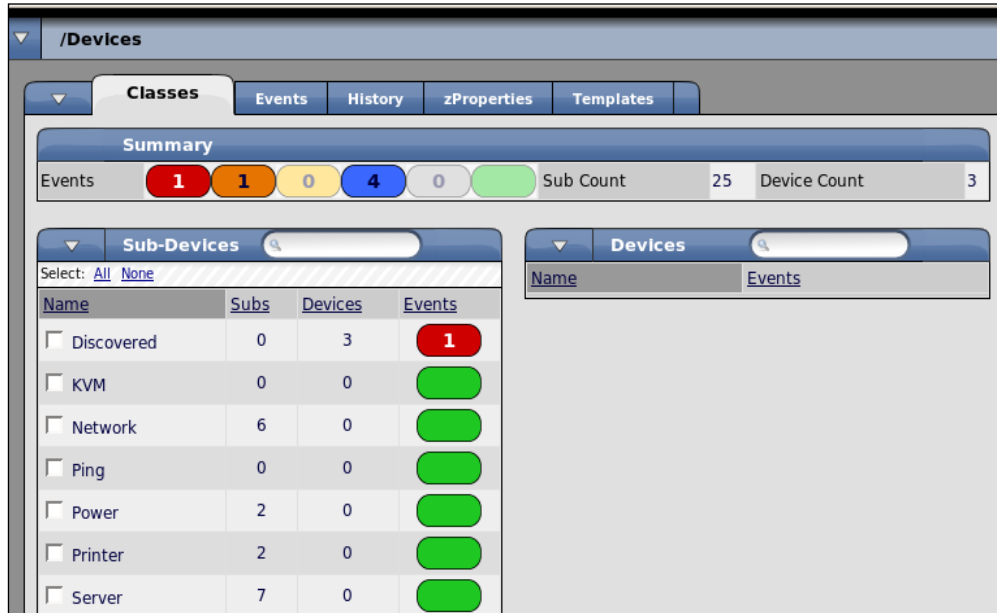 /Devices
Classes Events History zProperties Templates
Summary
Events 1 1 0 4 0 Sub Count 25 Device Count 3
Sub-Devices
Select: All None
Name Subs Devices Events
Discovered 0 3 1
KVM 0 0
Network 6 0
Ping 0 0
Power 2 0
Printer 2 0
Server 7 0
Devices
Name Events